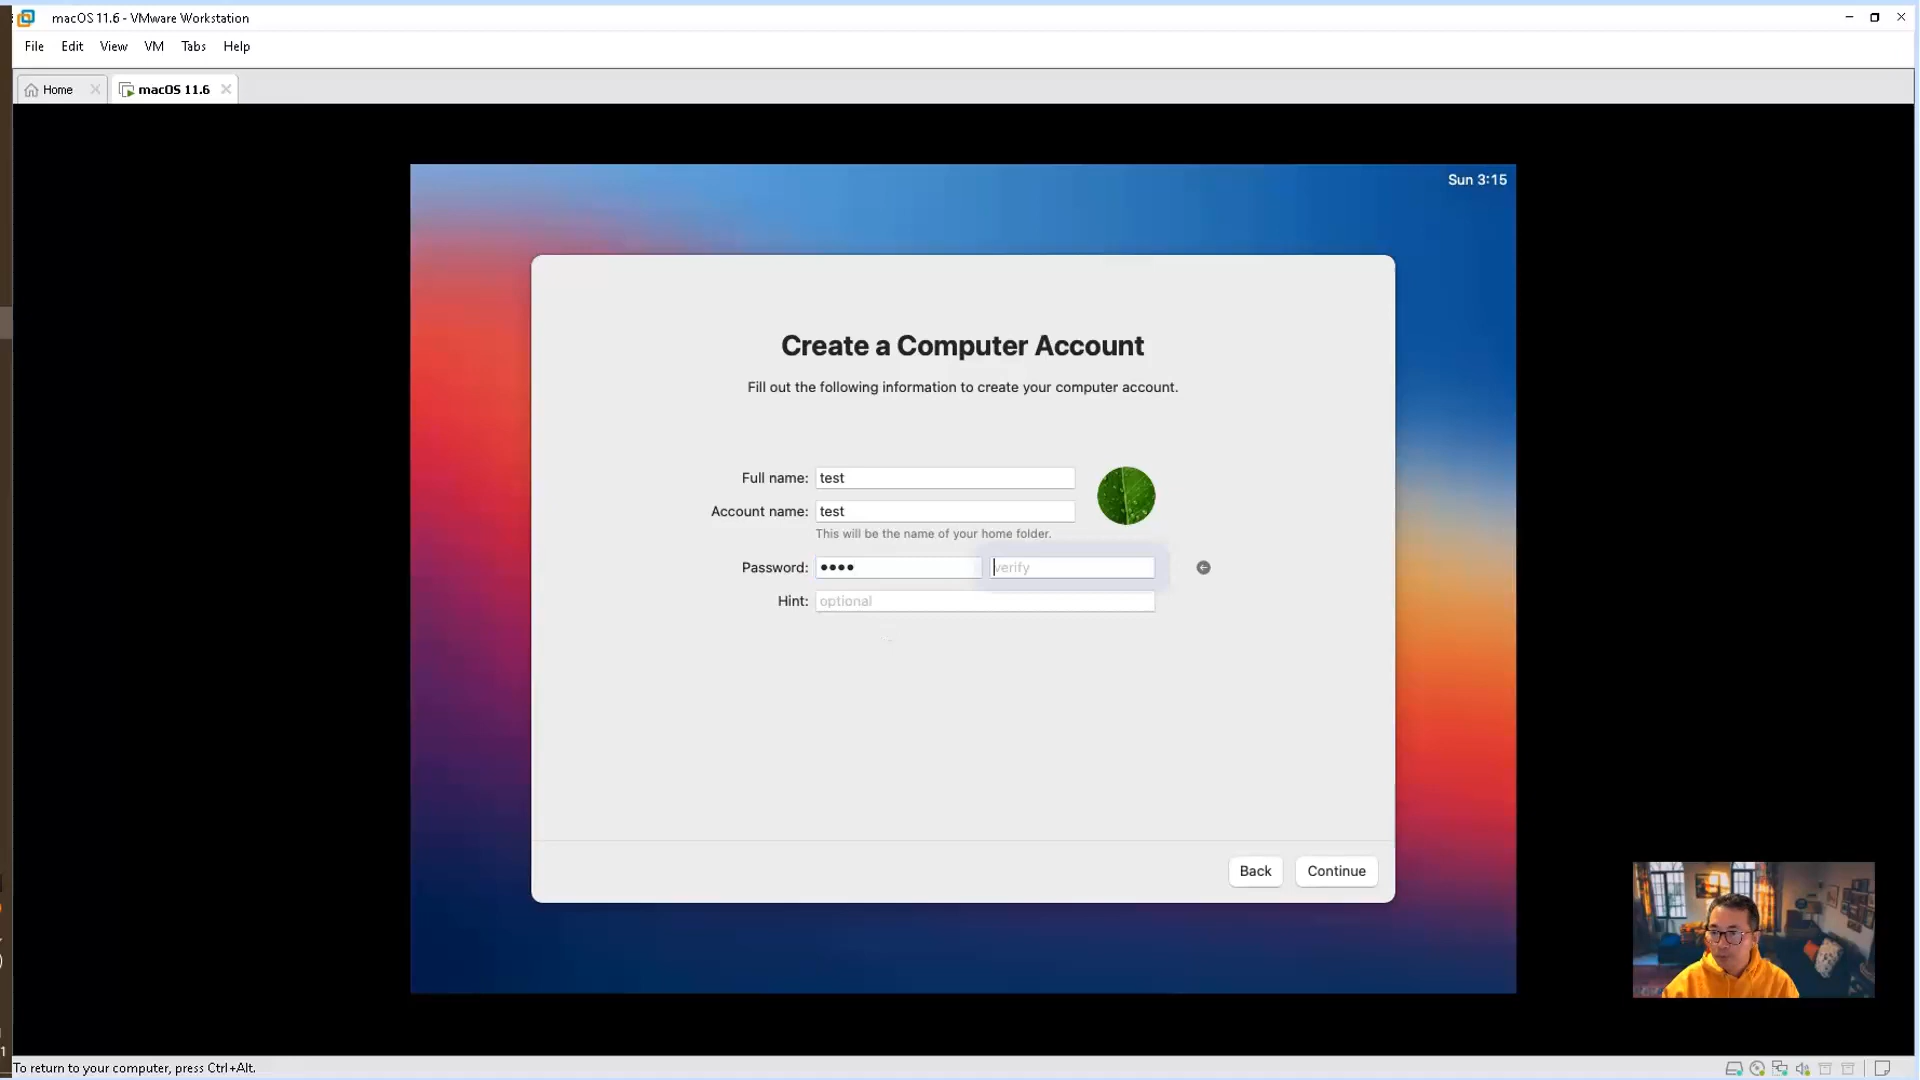 macOS 11.6 - VMware Workstation
File Edit View VM Tabs Help
Home macOS 11.6
Sun 3:15
Create a Computer Account
Fill out the following information to create your computer account.
Full name: test
Account name: test
This will be the name of your home folder.
Password: •••• verify
Hint: optional
Back Continue
To return to your computer, press Ctrl+Alt.